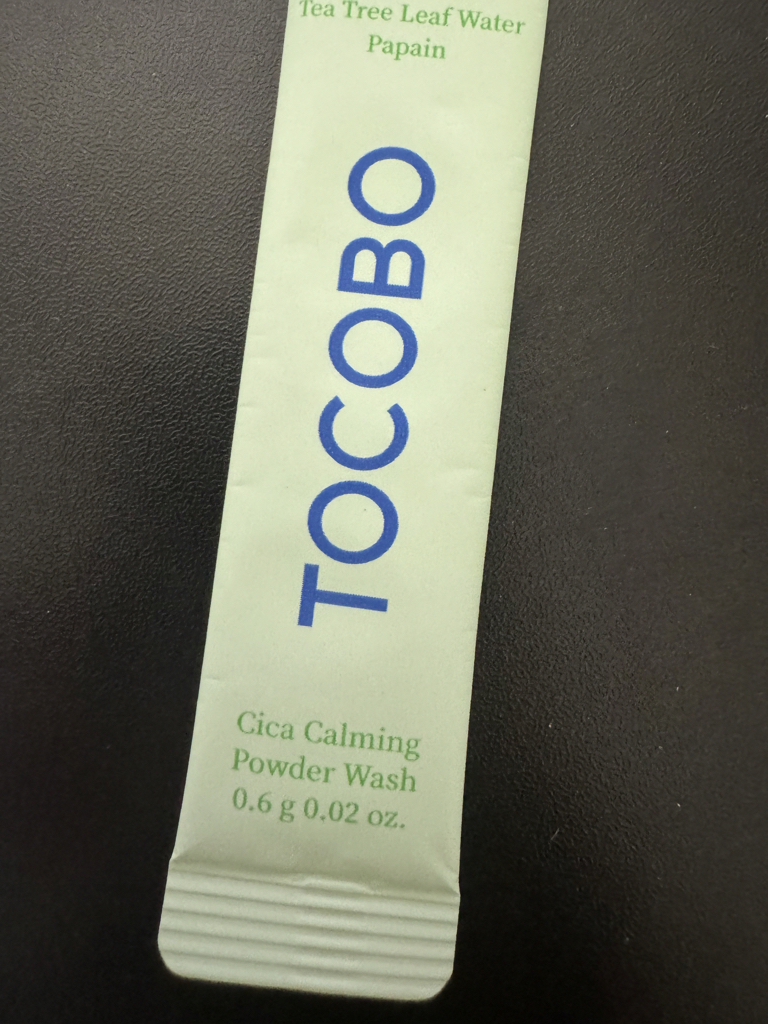 Tea Tree Leaf Water
Papain
TOCOBO
Cica Calming
Powder Wash
0.6 g 0.02 oz.